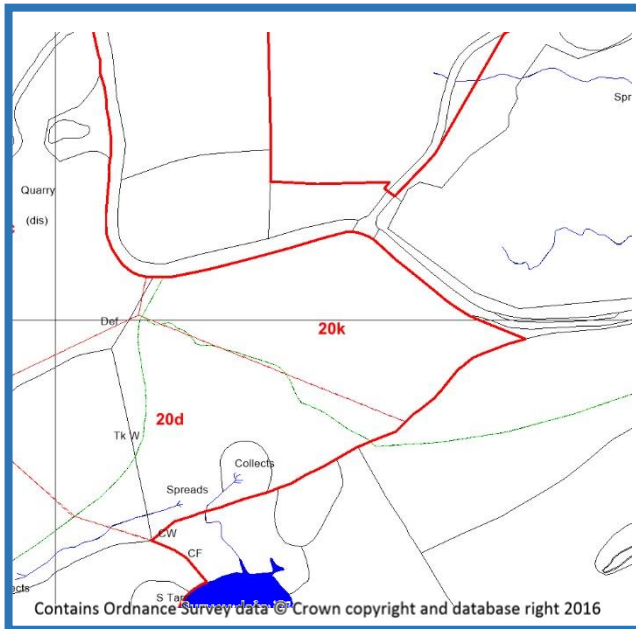 Spr
Quarry
(dis)
Def
20k
20d
Tk W
Collects
Spreads
CW
CF
S Tar
Contains Ordnance Survey data © Crown copyright and database right 2016